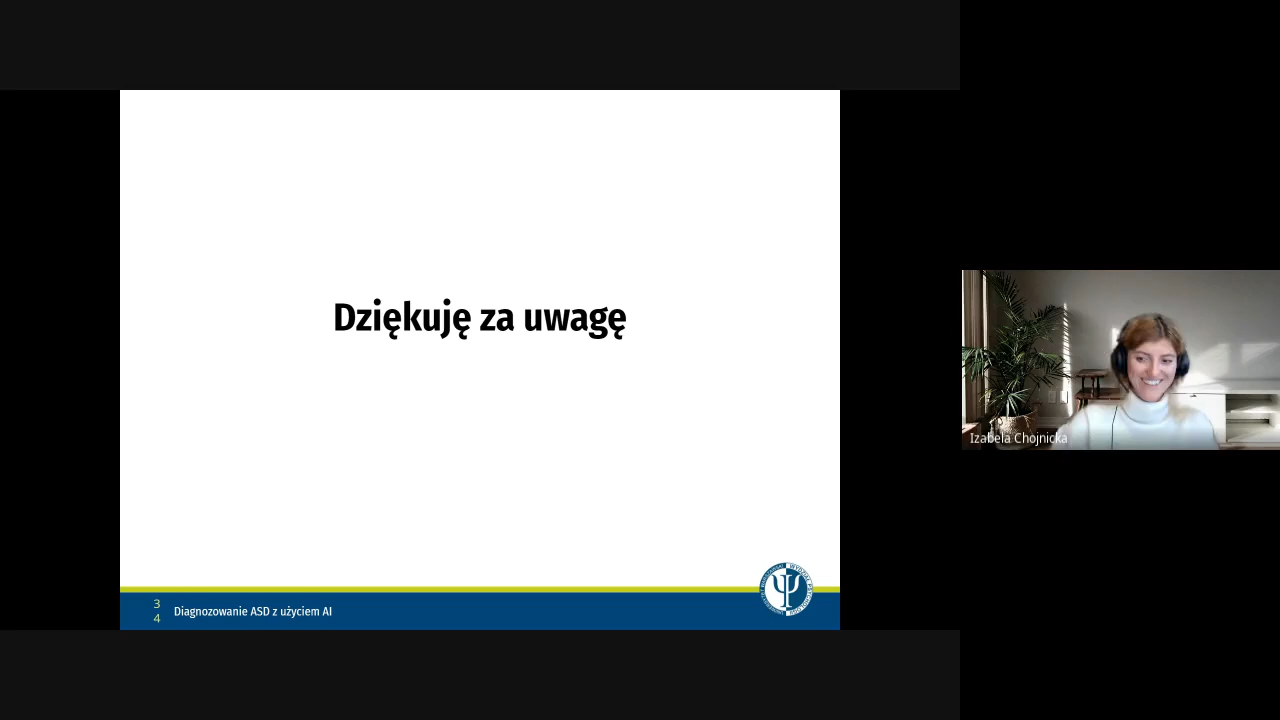 Dziękuję za uwagę
Izabela Chojnicka
3
4
Diagnozowanie ASD z użyciem AI